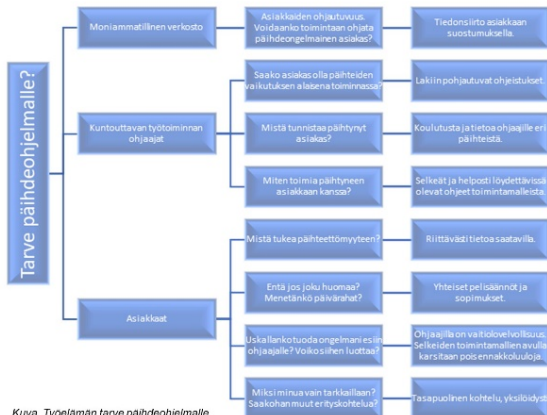 Tarve päihdeohjelmalle?
Moniammatillinen verkosto
Asiakkaiden ohjautuvuus.
Voidaanko toimintaan ohjata
päihdeongelmainen asiakas?
Tiedonsiirto asiakkaan
suostumuksella.
Kuntouttavan työtoiminnan
ohjaajat
Saako asiakas olla päihteiden
vaikutuksen alaisena toiminnassa?
Lakiin pohjautuvat ohjeistukset.
Mistä tunnistaa päihtynyt
asiakas?
Koulutusta ja tietoa ohjaajille eri
päihteistä.
Miten toimia päihtyneen
asiakkaan kanssa?
Selkeät ja helposti löydettävissä
olevat ohjeet toimintamalleista.
Asiakkaat
Mistä tukea päihteettömyyteen?
Riittävästi tietoa saatavilla.
Entä jos joku huomaa?
Menetänkö päivärahat?
Yhteiset pelisäännöt ja
sopimukset.
Uskallanko tuoda ongelmani esiin
ohjaajalle? Voiko siihen luottaa?
Ohjaajilla on vaitiolovelvollisuus.
Selkeiden toimintamallien avulla
karsitaan pois ennakkoluuloja.
Miksi minua vain tarkkaillaan?
Saakohan muut erityskohtelua?
Tasapuolinen kohtelu, yksilöidysti
Kuva. Työelämän tarve päihdeohjelmalle